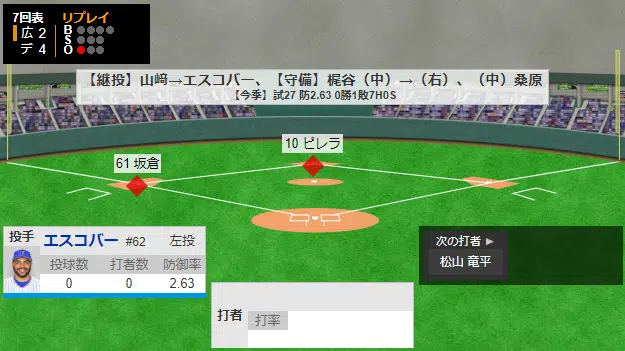 7回表 リプレイ
広 2
デ 4
B
S
O
【継投】山﨑→エスコバー、【守備】梶谷（中）→（右）、（中）桑原
【今季】試27 防2.63 0勝1敗7H0S
10 ピレラ
61 坂倉
投手 エスコバー #62 左投
投球数 打者数 防御率
0 0 2.63
次の打者 ▶
松山 竜平
打者 打率